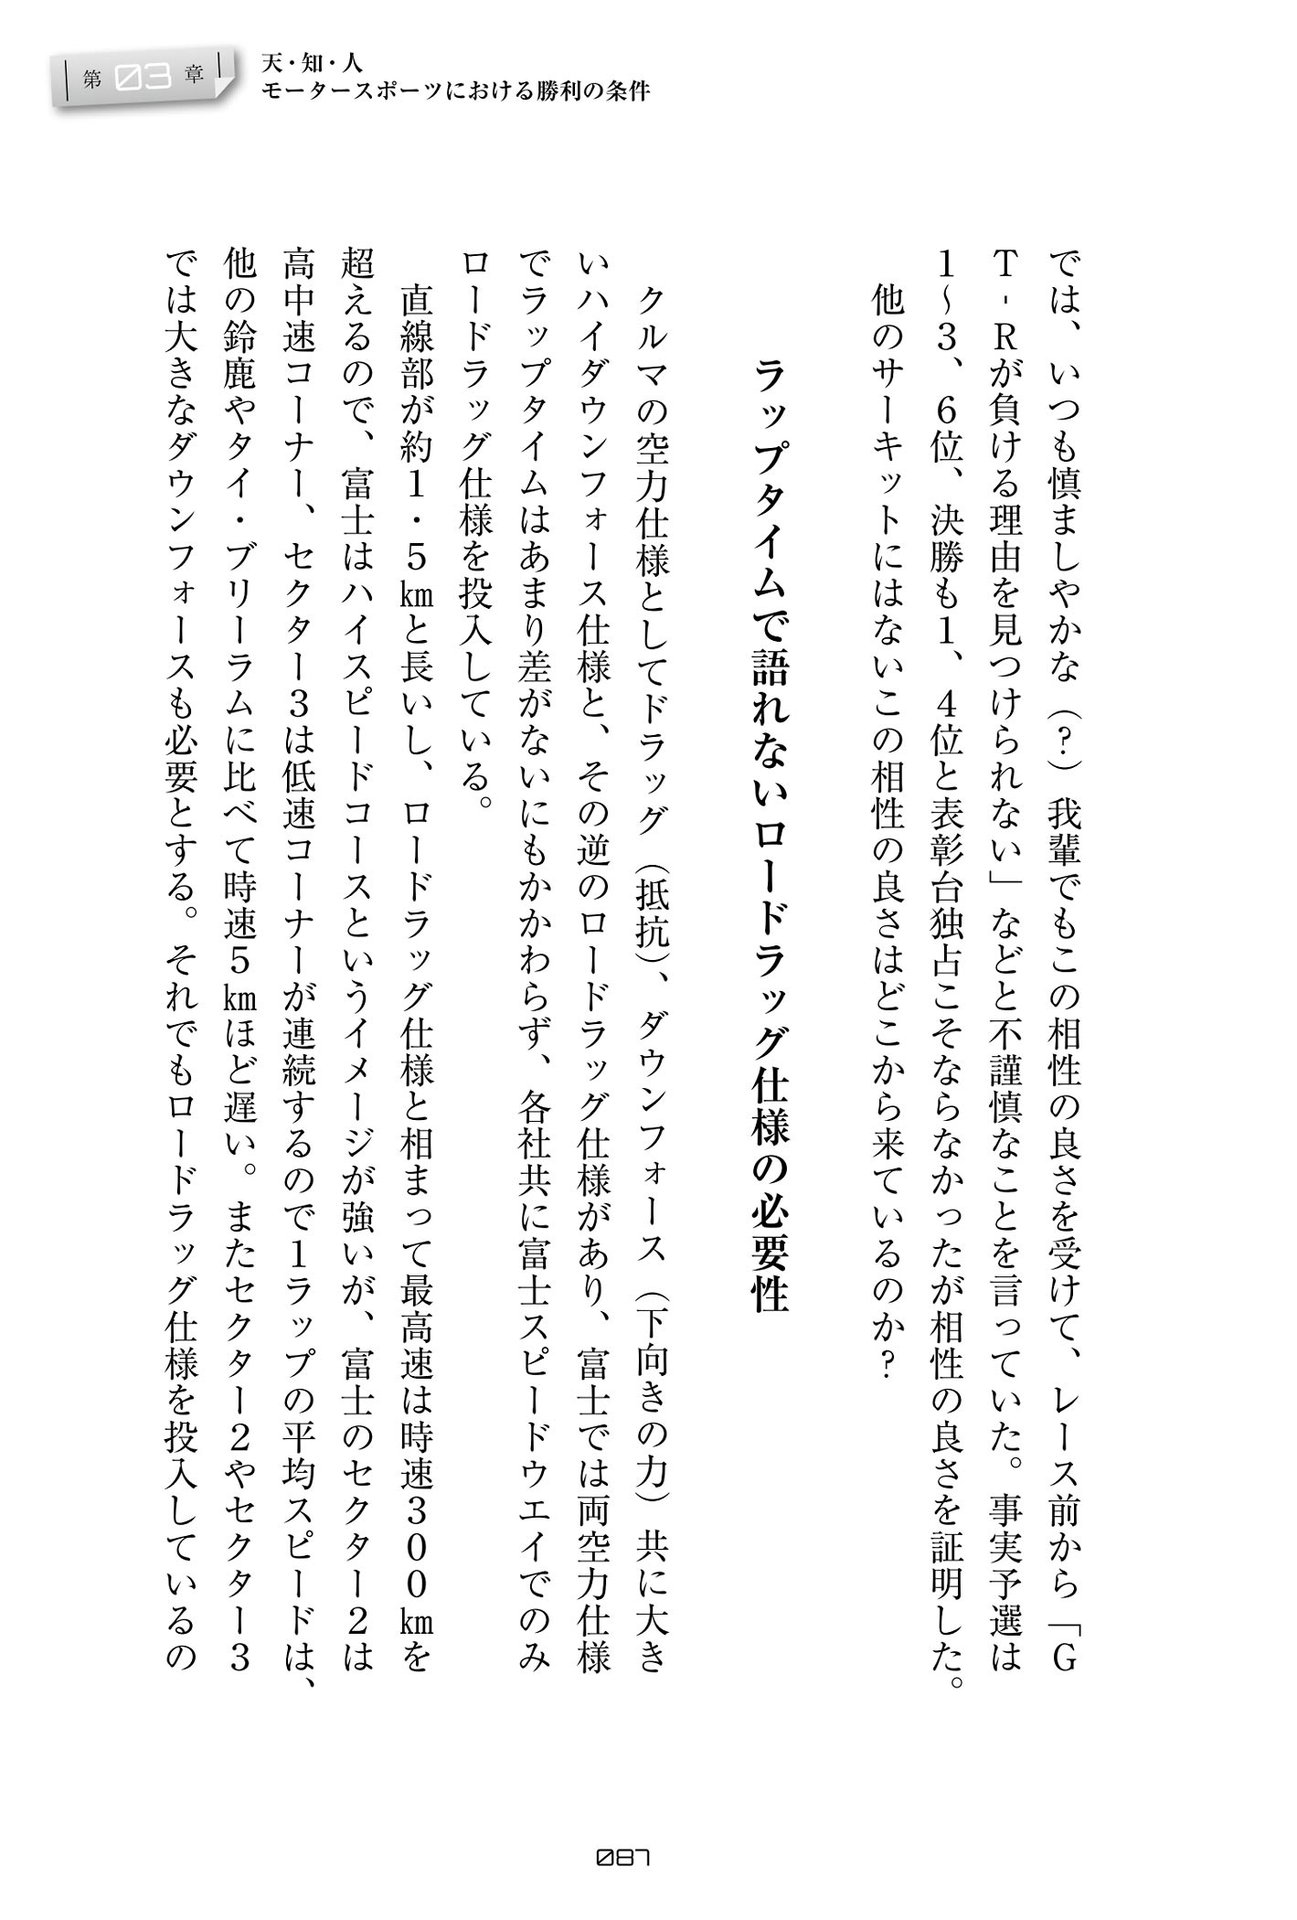 第03章
天・知・人
モータースポーツにおける勝利の条件
では、いつも慎ましやかな（？）我輩でもこの相性の良さを受けて、レース前から「G
T-Rが負ける理由を見つけられない」などと不謹慎なことを言っていた。事実予選は
1～3、6位、決勝も1、4位と表彰台独占こそならなかったが相性の良さを証明した。
他のサーキットにはないこの相性の良さはどこから来ているのか？
ラップタイムで語れないロードラッグ仕様の必要性
クルマの空力仕様としてドラッグ（抵抗）、ダウンフォース（下向きの力）共に大き
いハイダウンフォース仕様と、その逆のロードラッグ仕様があり、富士では両空力仕様
でラップタイムはあまり差がないにもかかわらず、各社共に富士スピードウエイでのみ
ロードラッグ仕様を投入している。
直線部が約1・5㎞と長いし、ロードラッグ仕様と相まって最高速は時速300㎞を
超えるので、富士はハイスピードコースというイメージが強いが、富士のセクター2は
高中速コーナー、セクター3は低速コーナーが連続するので1ラップの平均スピードは、
他の鈴鹿やタイ・ブリーラムに比べて時速5㎞ほど遅い。またセクター2やセクター3
では大きなダウンフォースも必要とする。それでもロードラッグ仕様を投入しているの
087